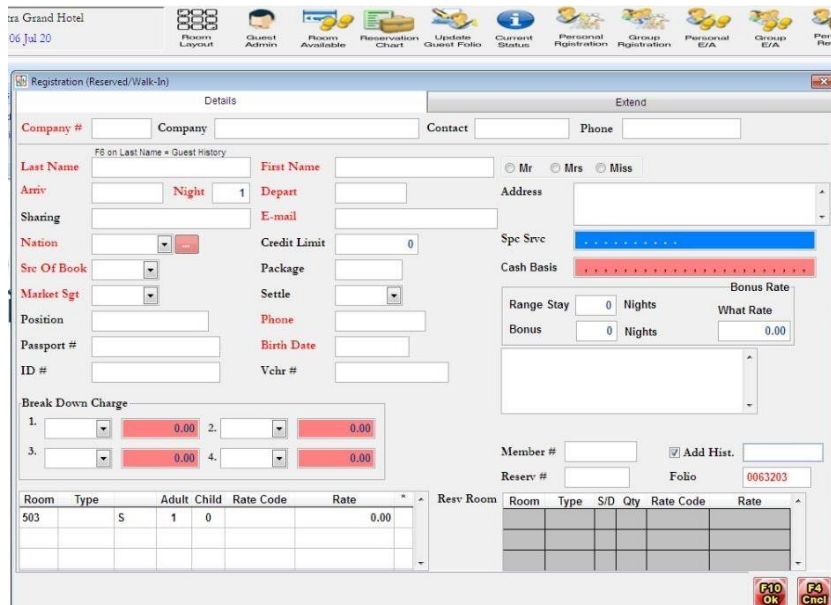 ra Grand Hotel
06 Jul 20
Room Layout
Guest Admin
Room Available
Reservation Chart
Update Guest Folio
Current Status
Personal Rgistration
Group Rgistration
Personal E/A
Group E/A
Registration (Reserved/Walk-In)
Details Extend
Company # Company Contact Phone
F6 on Last Name = Guest History
Last Name First Name Mr Mrs Miss
Arriv Night 1 Depart Address
Sharing E-mail
Nation ... Credit Limit 0 Spc Srvc
Src Of Book Package Cash Basis
Market Sgt Settle Bonus Rate
Range Stay 0 Nights What Rate
Position Phone Bonus 0 Nights 0.00
Passport # Birth Date
ID # Vchr #
Break Down Charge
1. 0.00 2. 0.00
3. 0.00 4. 0.00
Member # Add Hist.
Reserv # Folio 0063203
Room Type Adult Child Rate Code Rate * Resv Room Room Type S/D Qty Rate Code Rate
503 S 1 0 0.00
F10 Ok F4 Cncl